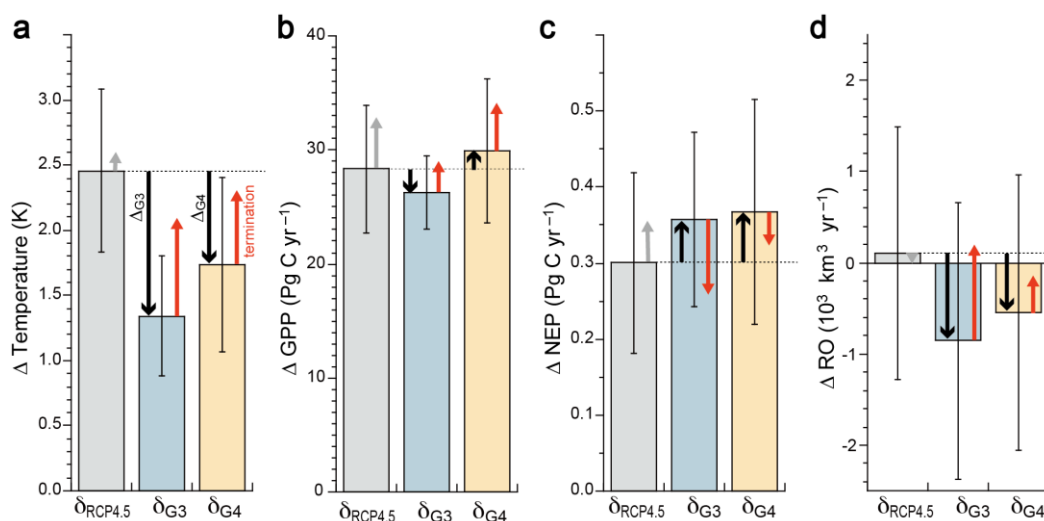 a
Δ Temperature (K)
3.0
2.5
2.0
1.5
1.0
0.5
0.0
ΔG3
ΔG4
termination
δRCP4.5 δG3 δG4
b
Δ GPP (Pg C yr⁻¹)
40
30
20
10
0
δRCP4.5 δG3 δG4
c
Δ NEP (Pg C yr⁻¹)
0.5
0.4
0.3
0.2
0.1
0.0
δRCP4.5 δG3 δG4
d
Δ RO (10³ km³ yr⁻¹)
2
1
0
-1
-2
δRCP4.5 δG3 δG4